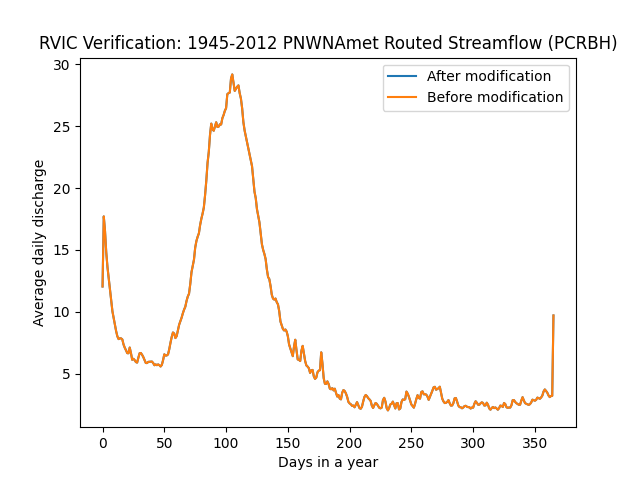 RVIC Verification: 1945-2012 PNWNAmet Routed Streamflow (PCRBH)
After modification
Before modification
Average daily discharge
30
25
20
15
10
5
0 50 100 150 200 250 300 350
Days in a year